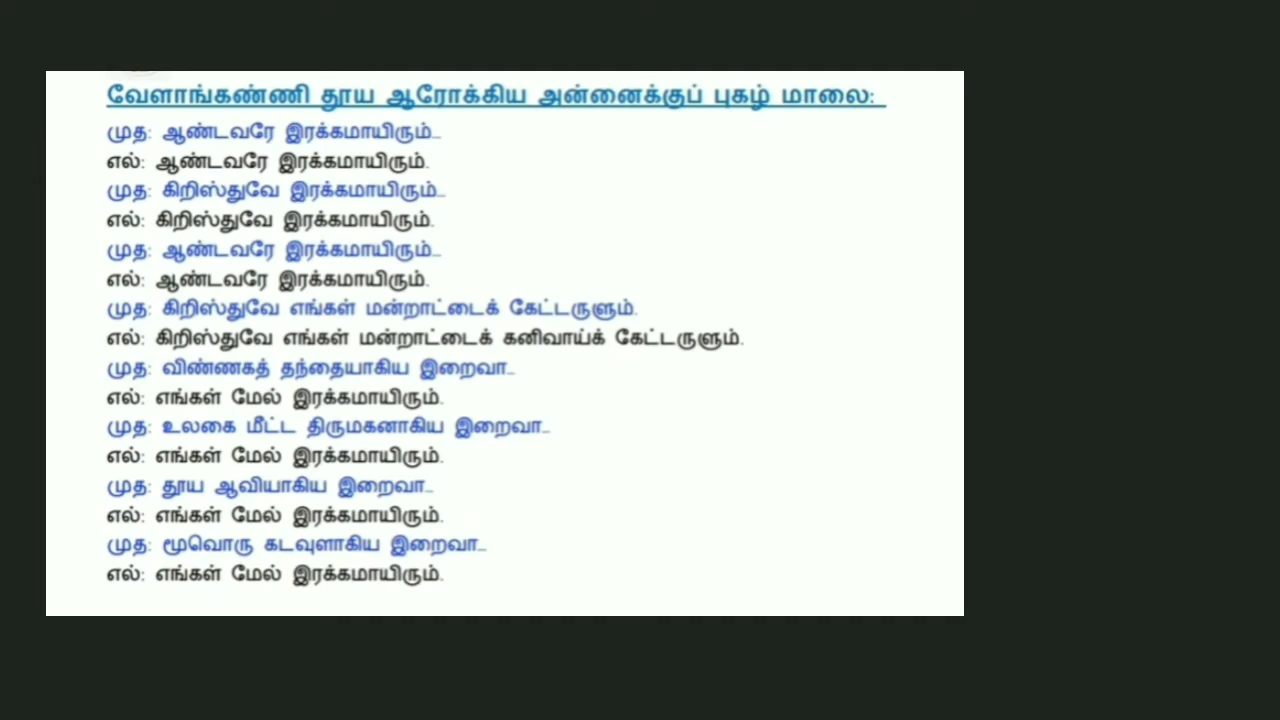 வேளாங்கண்ணி தூய ஆரோக்கிய அன்னைக்குப் புகழ் மாலை:
முத: ஆண்டவரே இரக்கமாயிரும்...
எல்: ஆண்டவரே இரக்கமாயிரும்.
முத: கிறிஸ்துவே இரக்கமாயிரும்...
எல்: கிறிஸ்துவே இரக்கமாயிரும்.
முத: ஆண்டவரே இரக்கமாயிரும்...
எல்: ஆண்டவரே இரக்கமாயிரும்.
முத: கிறிஸ்துவே எங்கள் மன்றாட்டைக் கேட்டருளும்.
எல்: கிறிஸ்துவே எங்கள் மன்றாட்டைக் கனிவாய்க் கேட்டருளும்.
முத: விண்ணகத் தந்தையாகிய இறைவா...
எல்: எங்கள் மேல் இரக்கமாயிரும்.
முத: உலகை மீட்ட திருமகனாகிய இறைவா...
எல்: எங்கள் மேல் இரக்கமாயிரும்.
முத: தூய ஆவியாகிய இறைவா...
எல்: எங்கள் மேல் இரக்கமாயிரும்.
முத: மூவொரு கடவுளாகிய இறைவா...
எல்: எங்கள் மேல் இரக்கமாயிரும்.